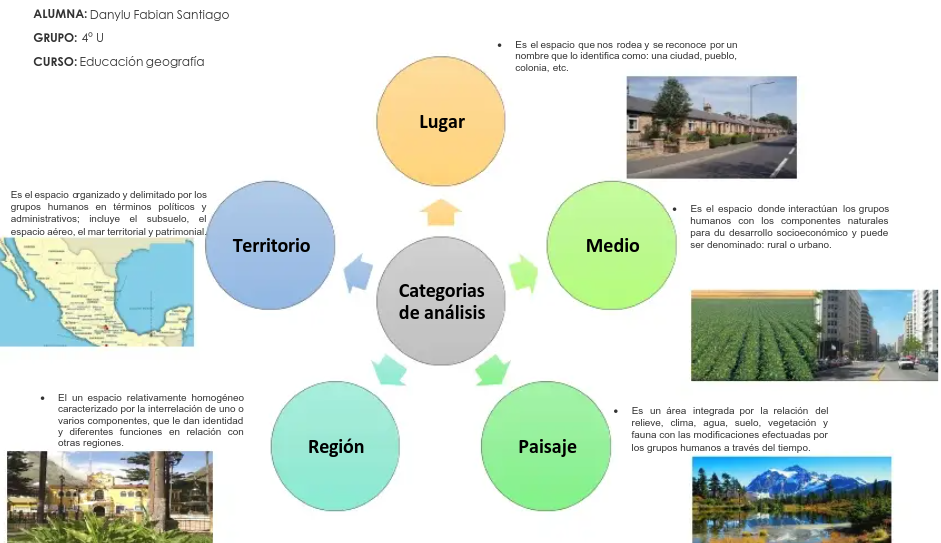 ALUMNA: Danylu Fabian Santiago
GRUPO: 4º U
CURSO: Educación geografía
• Es el espacio que nos rodea y se reconoce por un
nombre que lo identifica como: una ciudad, pueblo,
colonia, etc.
Lugar
Es el espacio organizado y delimitado por los
grupos humanos en términos políticos y
administrativos; incluye el subsuelo, el
espacio aéreo, el mar territorial y patrimonial.
Territorio
Medio
• Es el espacio donde interactúan los grupos
humanos con los componentes naturales
para du desarrollo socioeconómico y puede
ser denominado: rural o urbano.
Categorias
de análisis
• El un espacio relativamente homogéneo
caracterizado por la interrelación de uno o
varios componentes, que le dan identidad
y diferentes funciones en relación con
otras regiones.
Región
Paisaje
• Es un área integrada por la relación del
relieve, clima, agua, suelo, vegetación y
fauna con las modificaciones efectuadas por
los grupos humanos a través del tiempo.